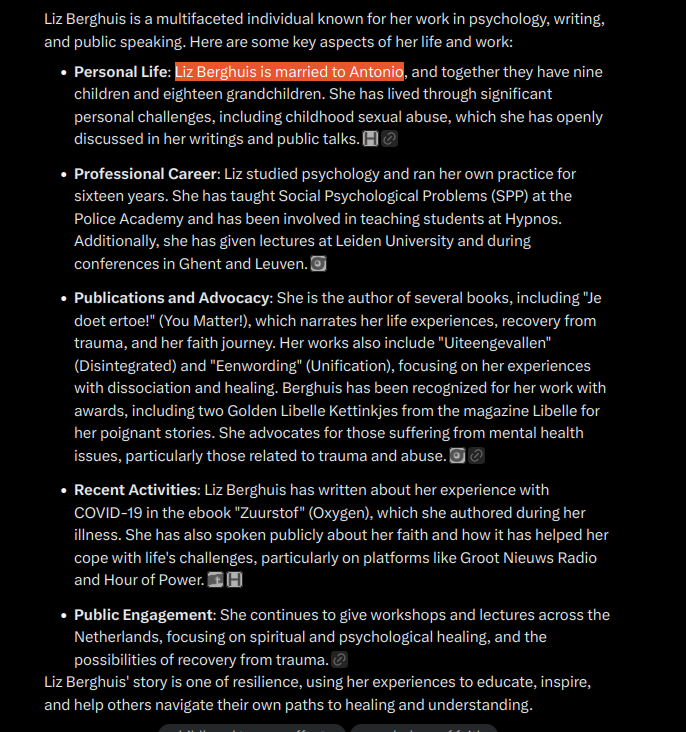 Liz Berghuis is a multifaceted individual known for her work in psychology, writing,
and public speaking. Here are some key aspects of her life and work:
• Personal Life: Liz Berghuis is married to Antonio, and together they have nine
children and eighteen grandchildren. She has lived through significant
personal challenges, including childhood sexual abuse, which she has openly
discussed in her writings and public talks.
• Professional Career: Liz studied psychology and ran her own practice for
sixteen years. She has taught Social Psychological Problems (SPP) at the
Police Academy and has been involved in teaching students at Hypnos.
Additionally, she has given lectures at Leiden University and during
conferences in Ghent and Leuven.
• Publications and Advocacy: She is the author of several books, including "Je
doet ertoe!" (You Matter!), which narrates her life experiences, recovery from
trauma, and her faith journey. Her works also include "Uiteengevallen"
(Disintegrated) and "Eenwording" (Unification), focusing on her experiences
with dissociation and healing. Berghuis has been recognized for her work with
awards, including two Golden Libelle Kettinkjes from the magazine Libelle for
her poignant stories. She advocates for those suffering from mental health
issues, particularly those related to trauma and abuse.
• Recent Activities: Liz Berghuis has written about her experience with
COVID-19 in the ebook "Zuurstof" (Oxygen), which she authored during her
illness. She has also spoken publicly about her faith and how it has helped her
cope with life's challenges, particularly on platforms like Groot Nieuws Radio
and Hour of Power.
• Public Engagement: She continues to give workshops and lectures across the
Netherlands, focusing on spiritual and psychological healing, and the
possibilities of recovery from trauma.
Liz Berghuis' story is one of resilience, using her experiences to educate, inspire,
and help others navigate their own paths to healing and understanding.